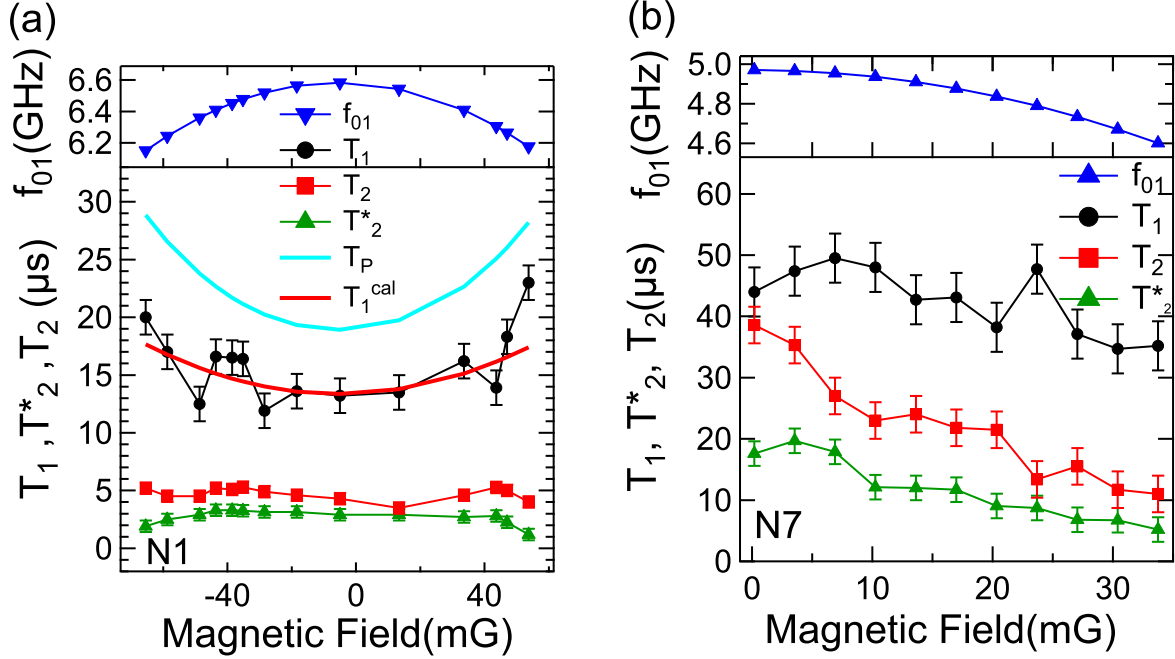 (a)
f₀₁(GHz)
6.6
6.4
6.2
f₀₁
T₁
T₂
T*₂
T_P
T₁^cal
T₁ ,T*₂ ,T₂ (μs)
30
25
20
15
10
5
0
N1
-40
0
40
Magnetic Field(mG)
(b)
f₀₁(GHz)
5.0
4.8
4.6
f₀₁
T₁
T₂
T*₂
T₁, T*₂, T₂(μs)
60
50
40
30
20
10
0
N7
0
10
20
30
Magnetic Field(mG)